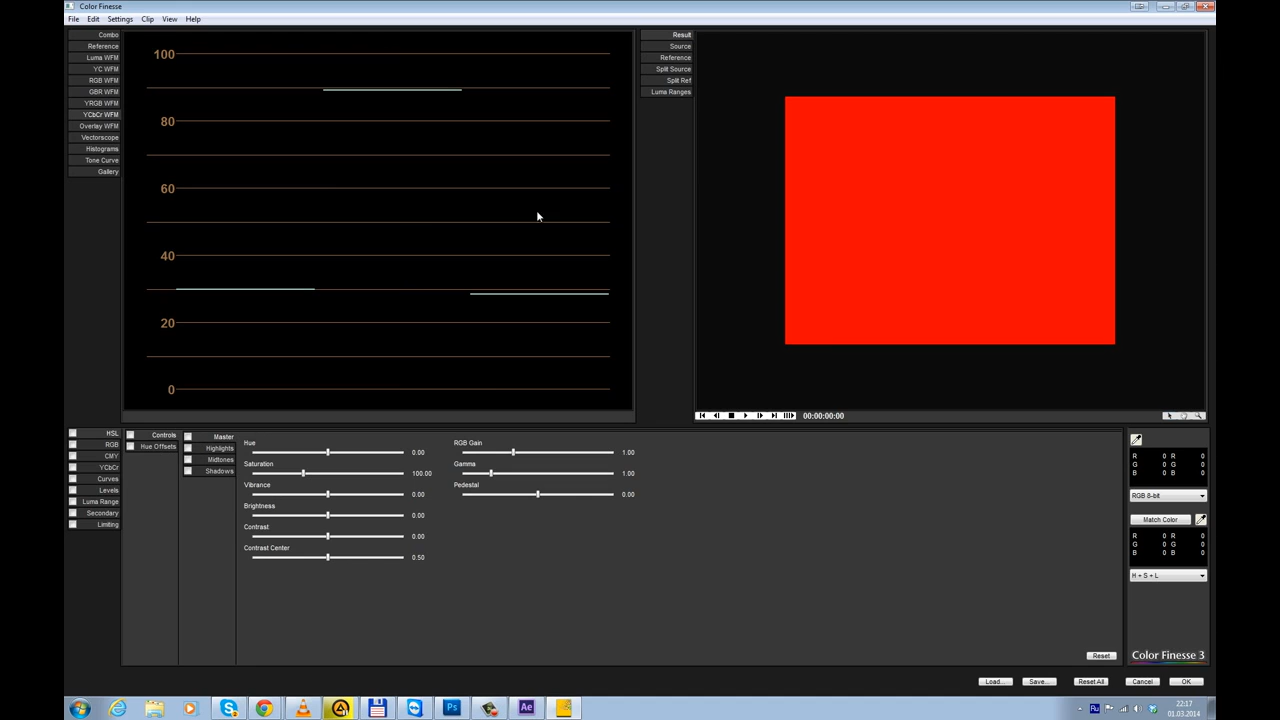 Color Finesse
File Edit Settings Clip View Help
Combo
Reference
Luma WFM
YC WFM
RGB WFM
GBR WFM
YRGB WFM
YCbCr WFM
Overlay WFM
Vectorscope
Histograms
Tone Curve
Gallery
100
80
60
40
20
0
Result
Source
Reference
Split Source
Split Ref
Luma Ranges
00:00:00:00
HSL
RGB
CMY
YCbCr
Curves
Levels
Luma Range
Secondary
Limiting
Controls
Hue Offsets
Master
Highlights
Midtones
Shadows
Hue 0.00
Saturation 100.00
Vibrance 0.00
Brightness 0.00
Contrast 0.00
Contrast Center 0.50
RGB Gain 1.00
Gamma 1.00
Pedestal 0.00
Reset
R 0 R 0
G 0 G 0
B 0 B 0
RGB 8-bit
Match Color
R 0 R 0
G 0 G 0
B 0 B 0
H + S + L
Color Finesse 3
Load... Save... Reset All Cancel OK
Ps
Ae
Ru
22:17
01.03.2014